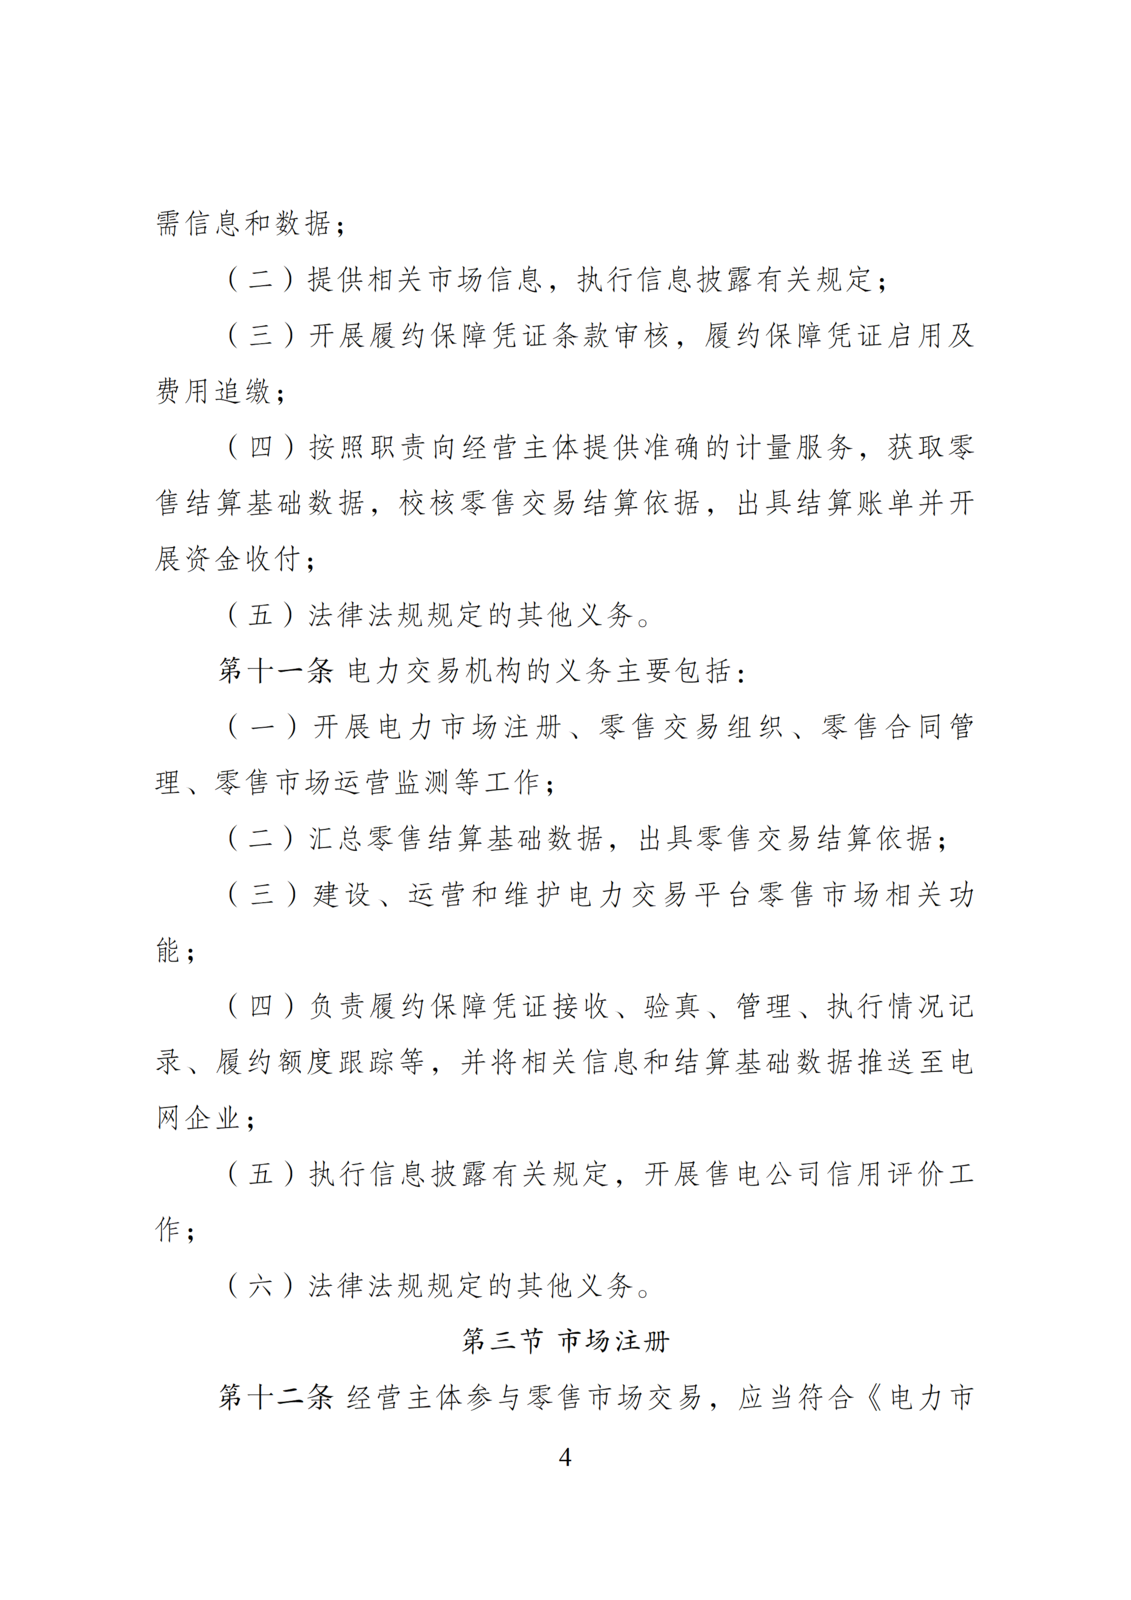 需信息和数据；
（二）提供相关市场信息，执行信息披露有关规定；
（三）开展履约保障凭证条款审核，履约保障凭证启用及
费用追缴；
（四）按照职责向经营主体提供准确的计量服务，获取零
售结算基础数据，校核零售交易结算依据，出具结算账单并开
展资金收付；
（五）法律法规规定的其他义务。
第十一条 电力交易机构的义务主要包括：
（一）开展电力市场注册、零售交易组织、零售合同管
理、零售市场运营监测等工作；
（二）汇总零售结算基础数据，出具零售交易结算依据；
（三）建设、运营和维护电力交易平台零售市场相关功
能；
（四）负责履约保障凭证接收、验真、管理、执行情况记
录、履约额度跟踪等，并将相关信息和结算基础数据推送至电
网企业；
（五）执行信息披露有关规定，开展售电公司信用评价工
作；
（六）法律法规规定的其他义务。
第三节 市场注册
第十二条 经营主体参与零售市场交易，应当符合《电力市
4